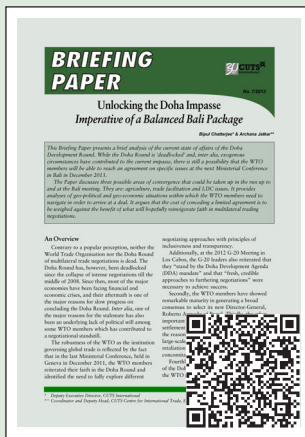 BRIEFING
PAPER
30 CUTS
International
No. 7/2013
Unlocking the Doha Impasse
Imperative of a Balanced Bali Package
Bipul Chatterjee* & Archana Jatkar**
This Briefing Paper presents a brief analysis of the current state of affairs of the Doha
Development Round. While the Doha Round is 'deadlocked' and, inter alia, exogenous
circumstances have contributed to the current impasse, there is still a possibility that the WTO
members will be able to reach an agreement on specific issues at the next Ministerial Conference
in Bali in December 2013.
The Paper discusses three possible areas of convergence that could be taken up in the run up to
and at the Bali meeting. They are: agriculture, trade facilitation and LDC issues. It provides
analyses of geo-political and geo-economic situations within which the WTO members need to
navigate in order to arrive at a deal. It argues that the cost of conceding a limited agreement is to
be weighed against the benefit of what will hopefully reinvigorate faith in multilateral trading
negotiations.
An Overview
Contrary to a popular perception, neither the
World Trade Organisation nor the Doha Round
of multilateral trade negotiations is dead. The
Doha Round has, however, been deadlocked
since the collapse of intense negotiations till the
middle of 2008. Since then, most of the major
economies have been facing financial and
economic crises, and their aftermath is one of
the major reasons for slow progress on
concluding the Doha Round. Inter alia, one of
the major reasons for the stalemate has also
been an underlying lack of political will among
some WTO members which has contributed to
a negotiational standstill.
The robustness of the WTO as the institution
governing global trade is reflected by the fact
that in the last Ministerial Conference, held in
Geneva in December 2011, the WTO members
reiterated their faith in the Doha Round and
identified the need to fully explore different
negotiating approaches with principles of
inclusiveness and transparency.
Additionally, at the 2012 G-20 Meeting in
Los Cabos, the G-20 leaders also reiterated that
they "stand by the Doha Development Agenda
(DDA) mandate" and that "fresh, credible
approaches to furthering negotiations" were
necessary to achieve success.
Secondly, the WTO members have showed
remarkable maturity in generating a broad
consensus to select its new Director-General,
Roberto
important
settlement
the reason
large-scale
retaliation
concerning
Fourth
of the Doh
the WTO
* Deputy Executive Director, CUTS International
** Coordinator and Deputy Head, CUTS Centre for International Trade,